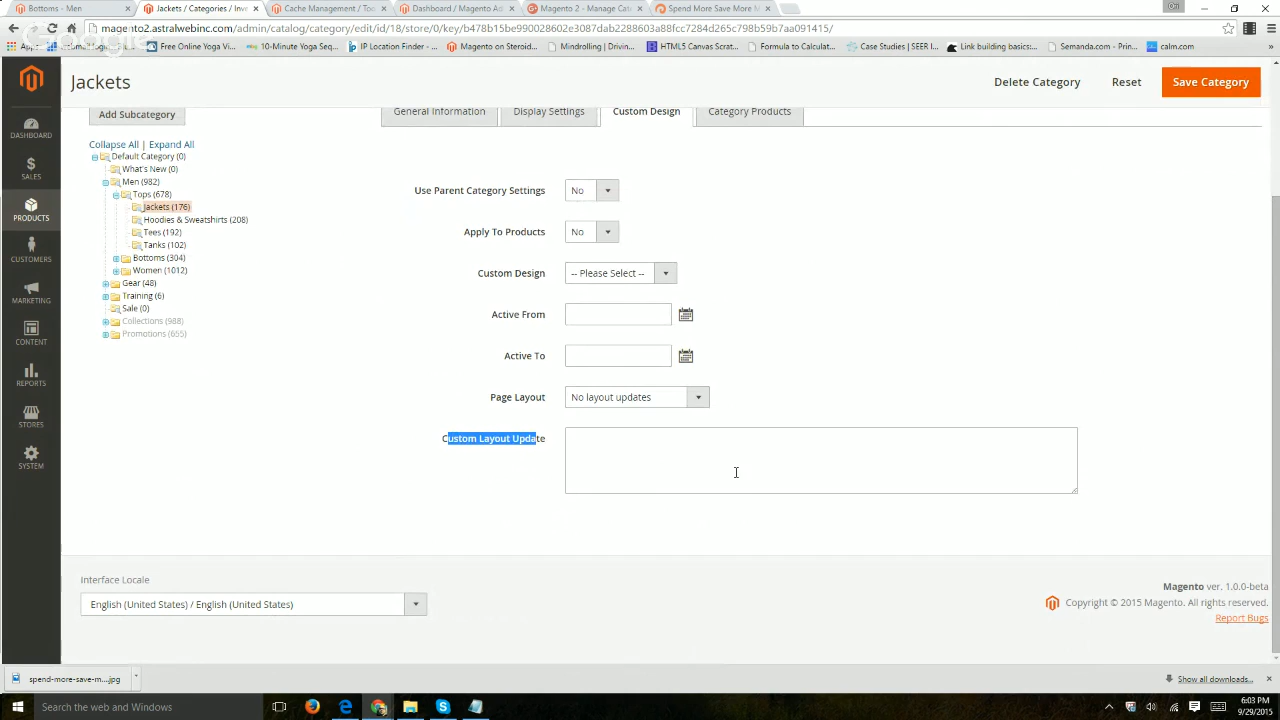 Bottoms - Men
Jackets / Categories / Inve
Cache Management / Too
Dashboard / Magento Ad
Magento 2 - Manage Cat
Spend More Save More M
magento2.astralwebinc.com/admin/catalog/category/edit/id/18/store/0/key/b478b15be990028602e3087dab2288603a88fcc7284d265c798b59b7aa091415/
Google
Free Online Yoga Vi
10-Minute Yoga Seq...
IP Location Finder -
Magento on Steroid...
Mindrolling | Drivin...
HTML5 Canvas Scrat...
Formula to Calculat...
Case Studies | SEER I...
Link building basics:...
Semanda.com - Prin...
calm.com
Jackets
Delete Category
Reset
Save Category
DASHBOARD
SALES
PRODUCTS
CUSTOMERS
MARKETING
CONTENT
REPORTS
STORES
SYSTEM
Add Subcategory
General Information
Display Settings
Custom Design
Category Products
Collapse All | Expand All
Default Category (0)
What's New (0)
Men (982)
Tops (678)
Jackets (176)
Hoodies & Sweatshirts (208)
Tees (192)
Tanks (102)
Bottoms (304)
Women (1012)
Gear (48)
Training (6)
Sale (0)
Collections (988)
Promotions (655)
Use Parent Category Settings
No
Apply To Products
No
Custom Design
-- Please Select --
Active From
Active To
Page Layout
No layout updates
Custom Layout Update
Interface Locale
English (United States) / English (United States)
Magento ver. 1.0.0-beta
Copyright © 2015 Magento. All rights reserved.
Report Bugs
spend-more-save-m....jpg
Show all downloads...
Search the web and Windows
6:03 PM
9/29/2015